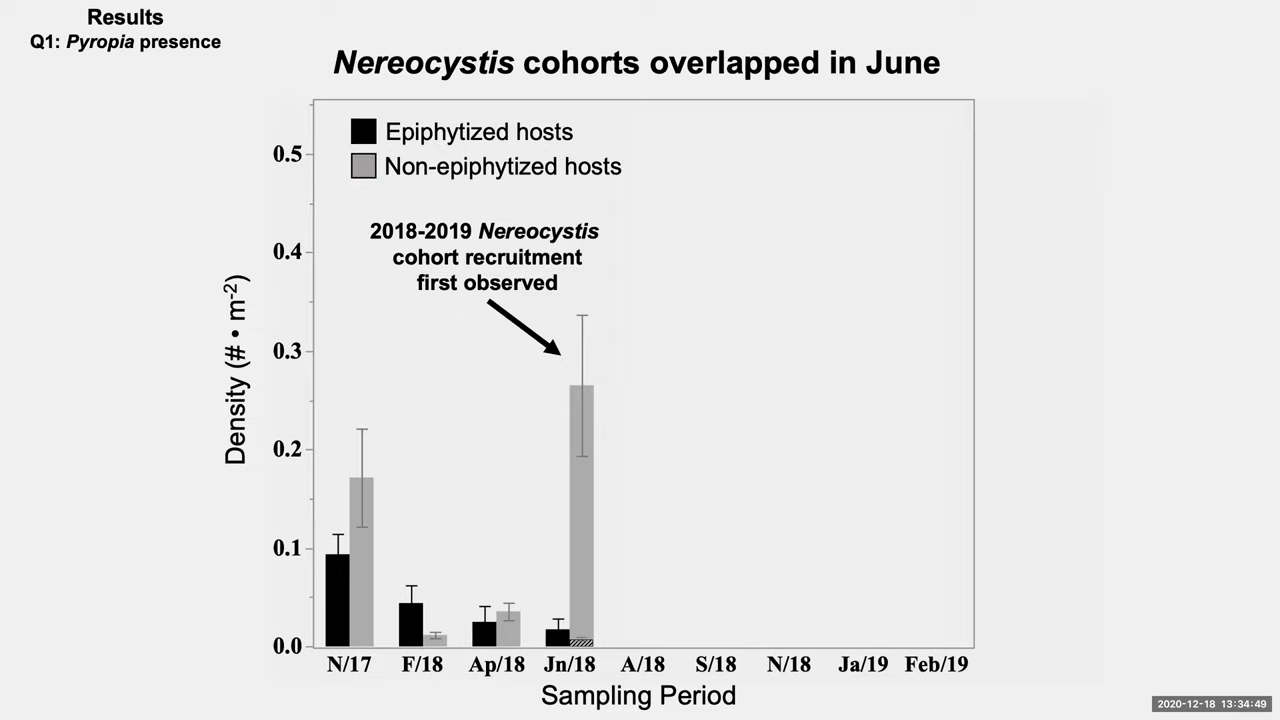 Results
Q1: Pyropia presence
Nereocystis cohorts overlapped in June
Epiphytized hosts
Non-epiphytized hosts
2018-2019 Nereocystis
cohort recruitment
first observed
Density (# • m⁻²)
0.5
0.4
0.3
0.2
0.1
0.0
N/17 F/18 Ap/18 Jn/18 A/18 S/18 N/18 Ja/19 Feb/19
Sampling Period
2020-12-18 13:34:49